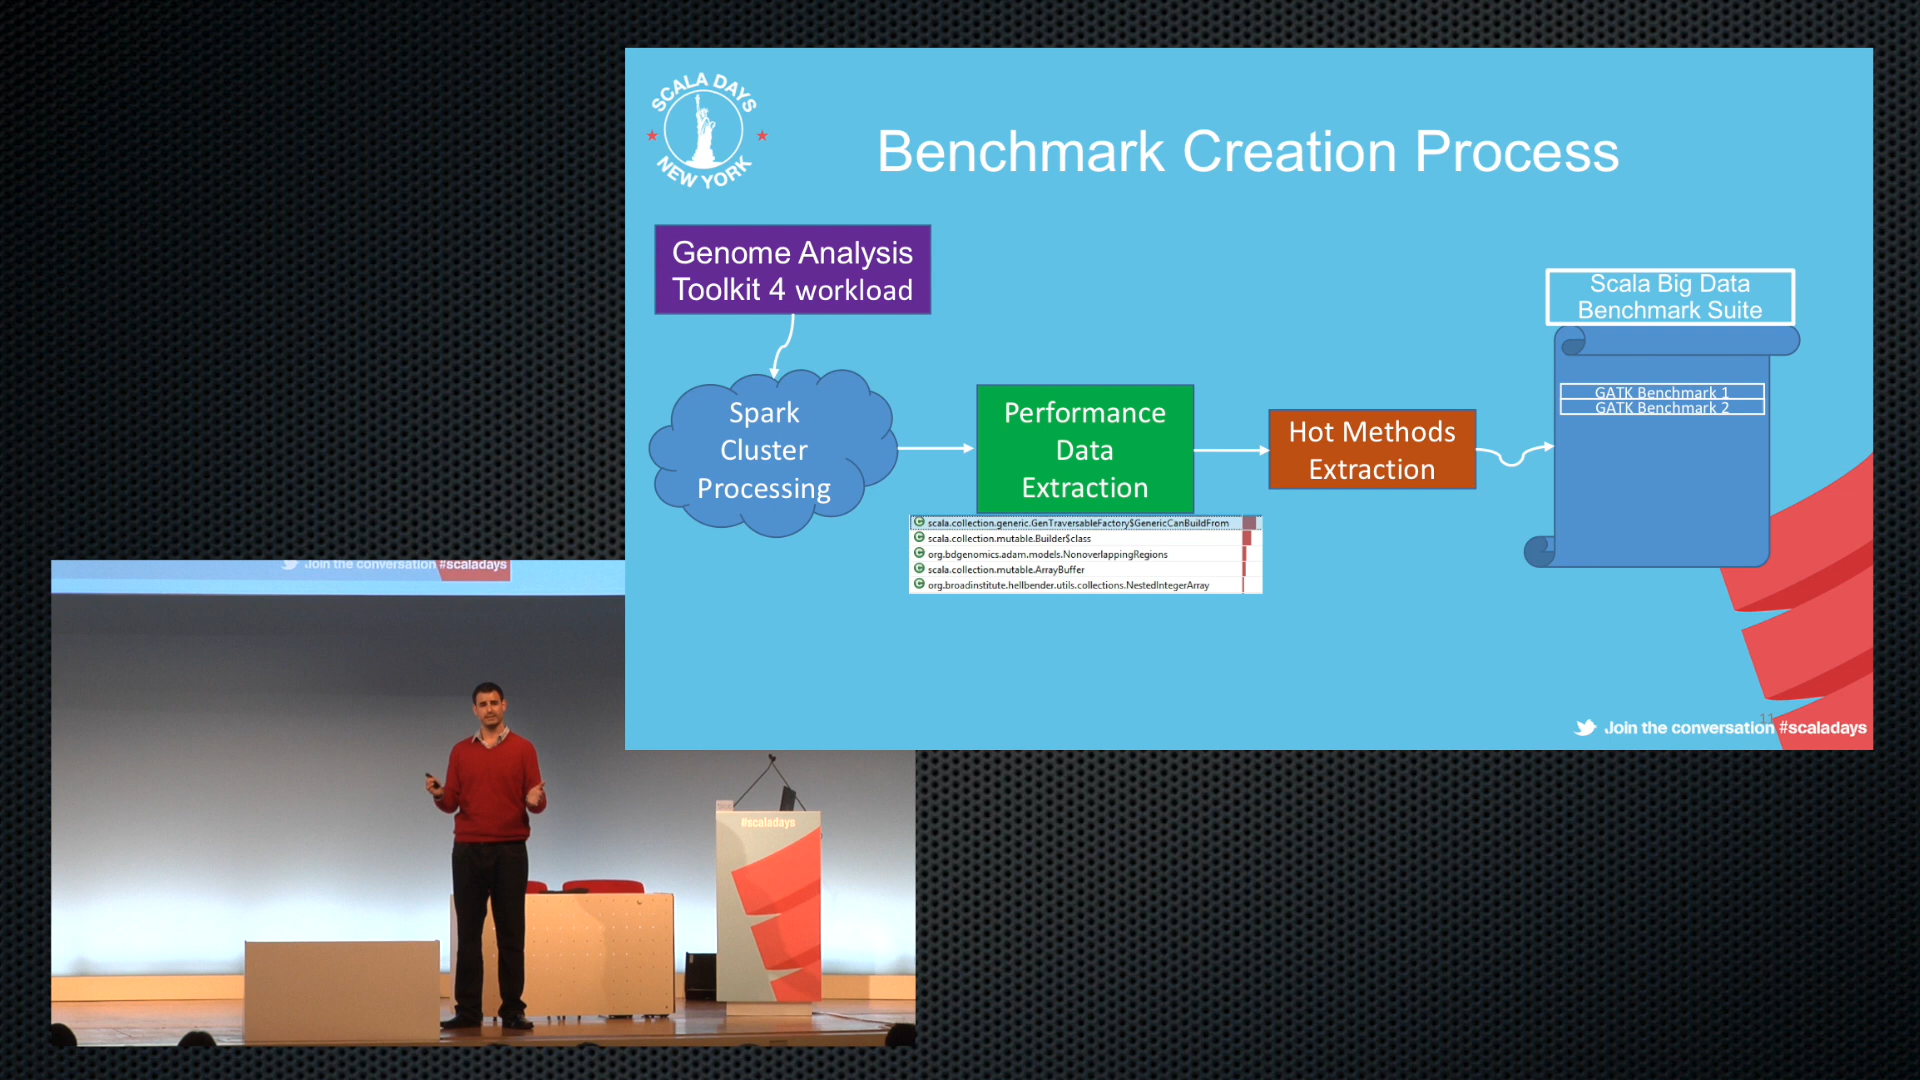 SCALA DAYS
NEW YORK
Benchmark Creation Process
Genome Analysis
Toolkit 4 workload
Scala Big Data
Benchmark Suite
GATK Benchmark 1
GATK Benchmark 2
Spark
Cluster
Processing
Performance
Data
Extraction
Hot Methods
Extraction
scala.collection.generic.GenTraversableFactory$GenericCanBuildFrom
scala.collection.mutable.Builder$class
org.bdgenomics.adam.models.NonoverlappingRegions
scala.collection.mutable.ArrayBuffer
org.broadinstitute.hellbender.utils.collections.NestedIntegerArray
11
Join the conversation #scaladays
Join the conversation #scaladays
#scaladays